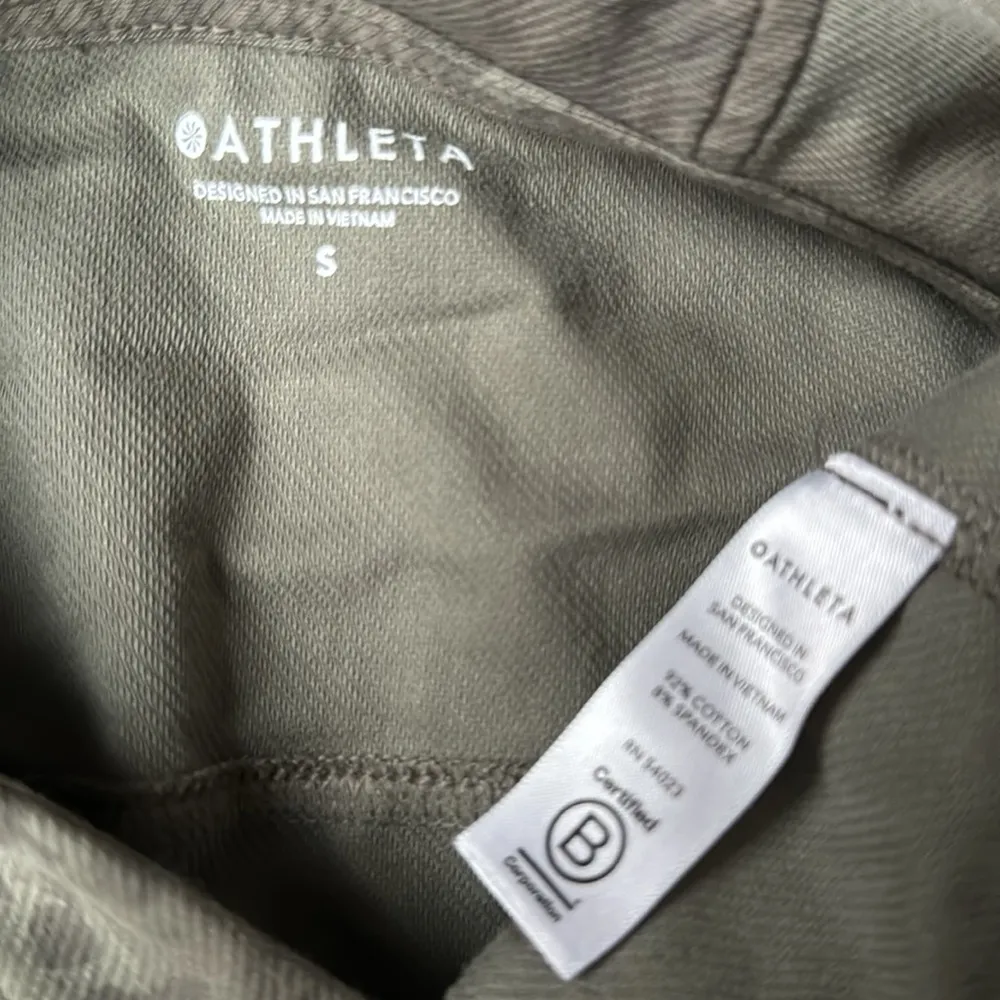 ATHLETA
DESIGNED IN SAN FRANCISCO
MADE IN VIETNAM
S
ATHLETA
DESIGNED IN
SAN FRANCISCO
MADE IN VIETNAM
92% COTTON
8% SPANDEX
RN 54023
Certified
B
Corporation